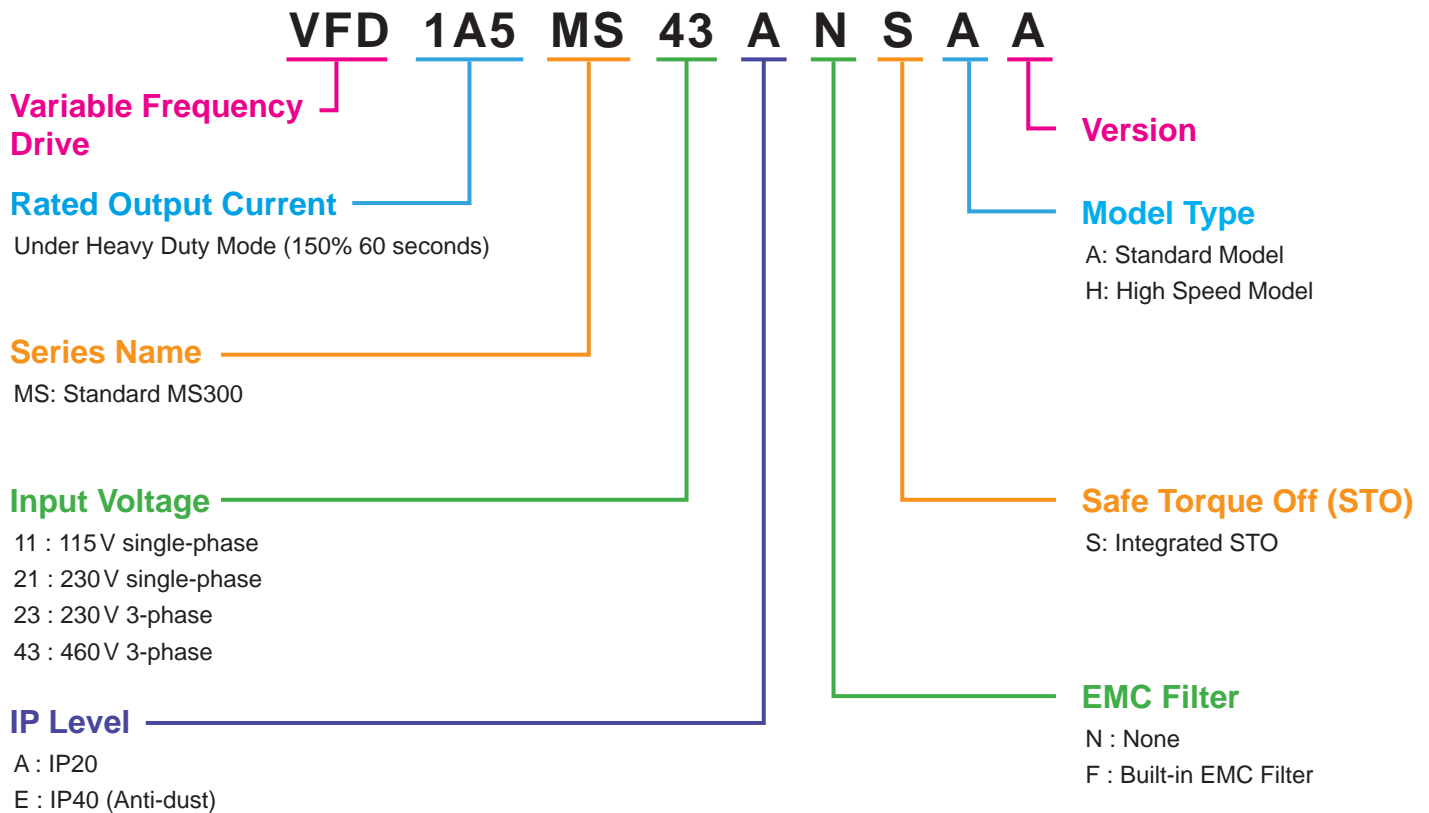 VFD 1A5 MS 43 A N S A A
Variable Frequency
Drive
Rated Output Current
Under Heavy Duty Mode (150% 60 seconds)
Series Name
MS: Standard MS300
Input Voltage
11 : 115 V single-phase
21 : 230 V single-phase
23 : 230 V 3-phase
43 : 460 V 3-phase
IP Level
A : IP20
E : IP40 (Anti-dust)
Version
Model Type
A: Standard Model
H: High Speed Model
Safe Torque Off (STO)
S: Integrated STO
EMC Filter
N : None
F : Built-in EMC Filter